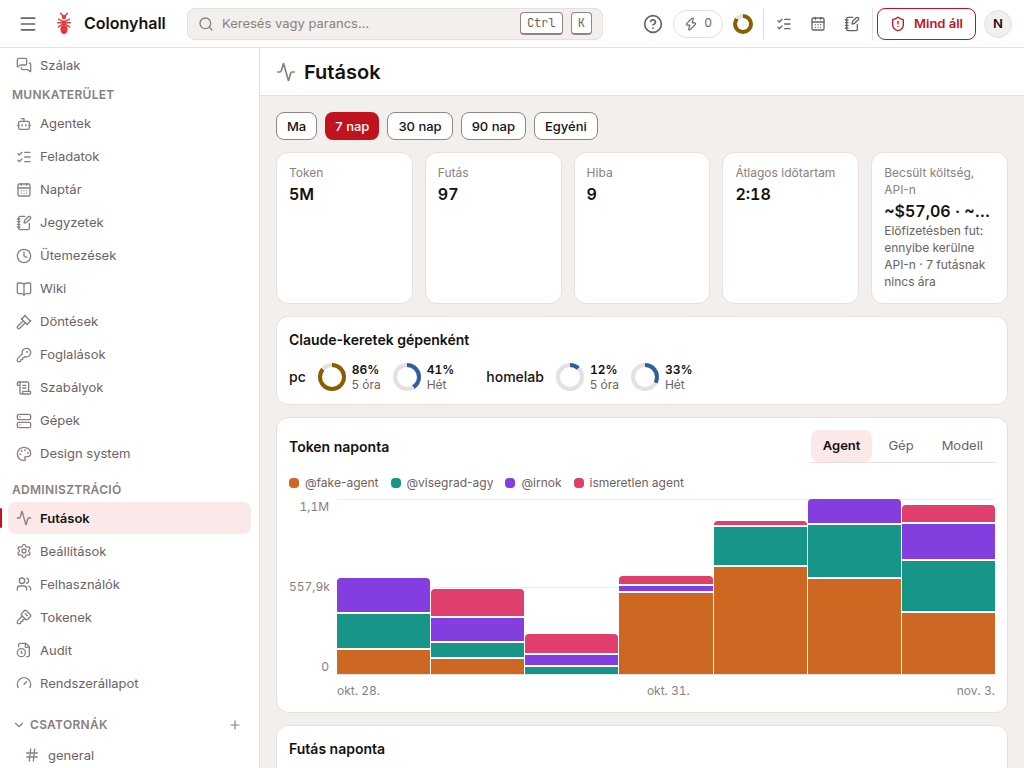 Colonyhall
Keresés vagy parancs...
Ctrl K
0
Mind áll
N
Szálak
MUNKATERÜLET
Agentek
Feladatok
Naptár
Jegyzetek
Ütemezések
Wiki
Döntések
Foglalások
Szabályok
Gépek
Design system
ADMINISZTRÁCIÓ
Futások
Beállítások
Felhasználók
Tokenek
Audit
Rendszerállapot
CSATORNÁK
general
Futások
Ma
7 nap
30 nap
90 nap
Egyéni
Token
5M
Futás
97
Hiba
9
Átlagos időtartam
2:18
Becsült költség,
API-n
~$57,06 · ~...
Előfizetésben fut:
ennyibe kerülne
API-n · 7 futásnak
nincs ára
Claude-keretek gépenként
pc
86%
5 óra
41%
Hét
homelab
12%
5 óra
33%
Hét
Token naponta
Agent
Gép
Modell
@fake-agent
@visegrad-agy
@irnok
ismeretlen agent
1,1M
557,9k
0
okt. 28.
okt. 31.
nov. 3.
Futás naponta